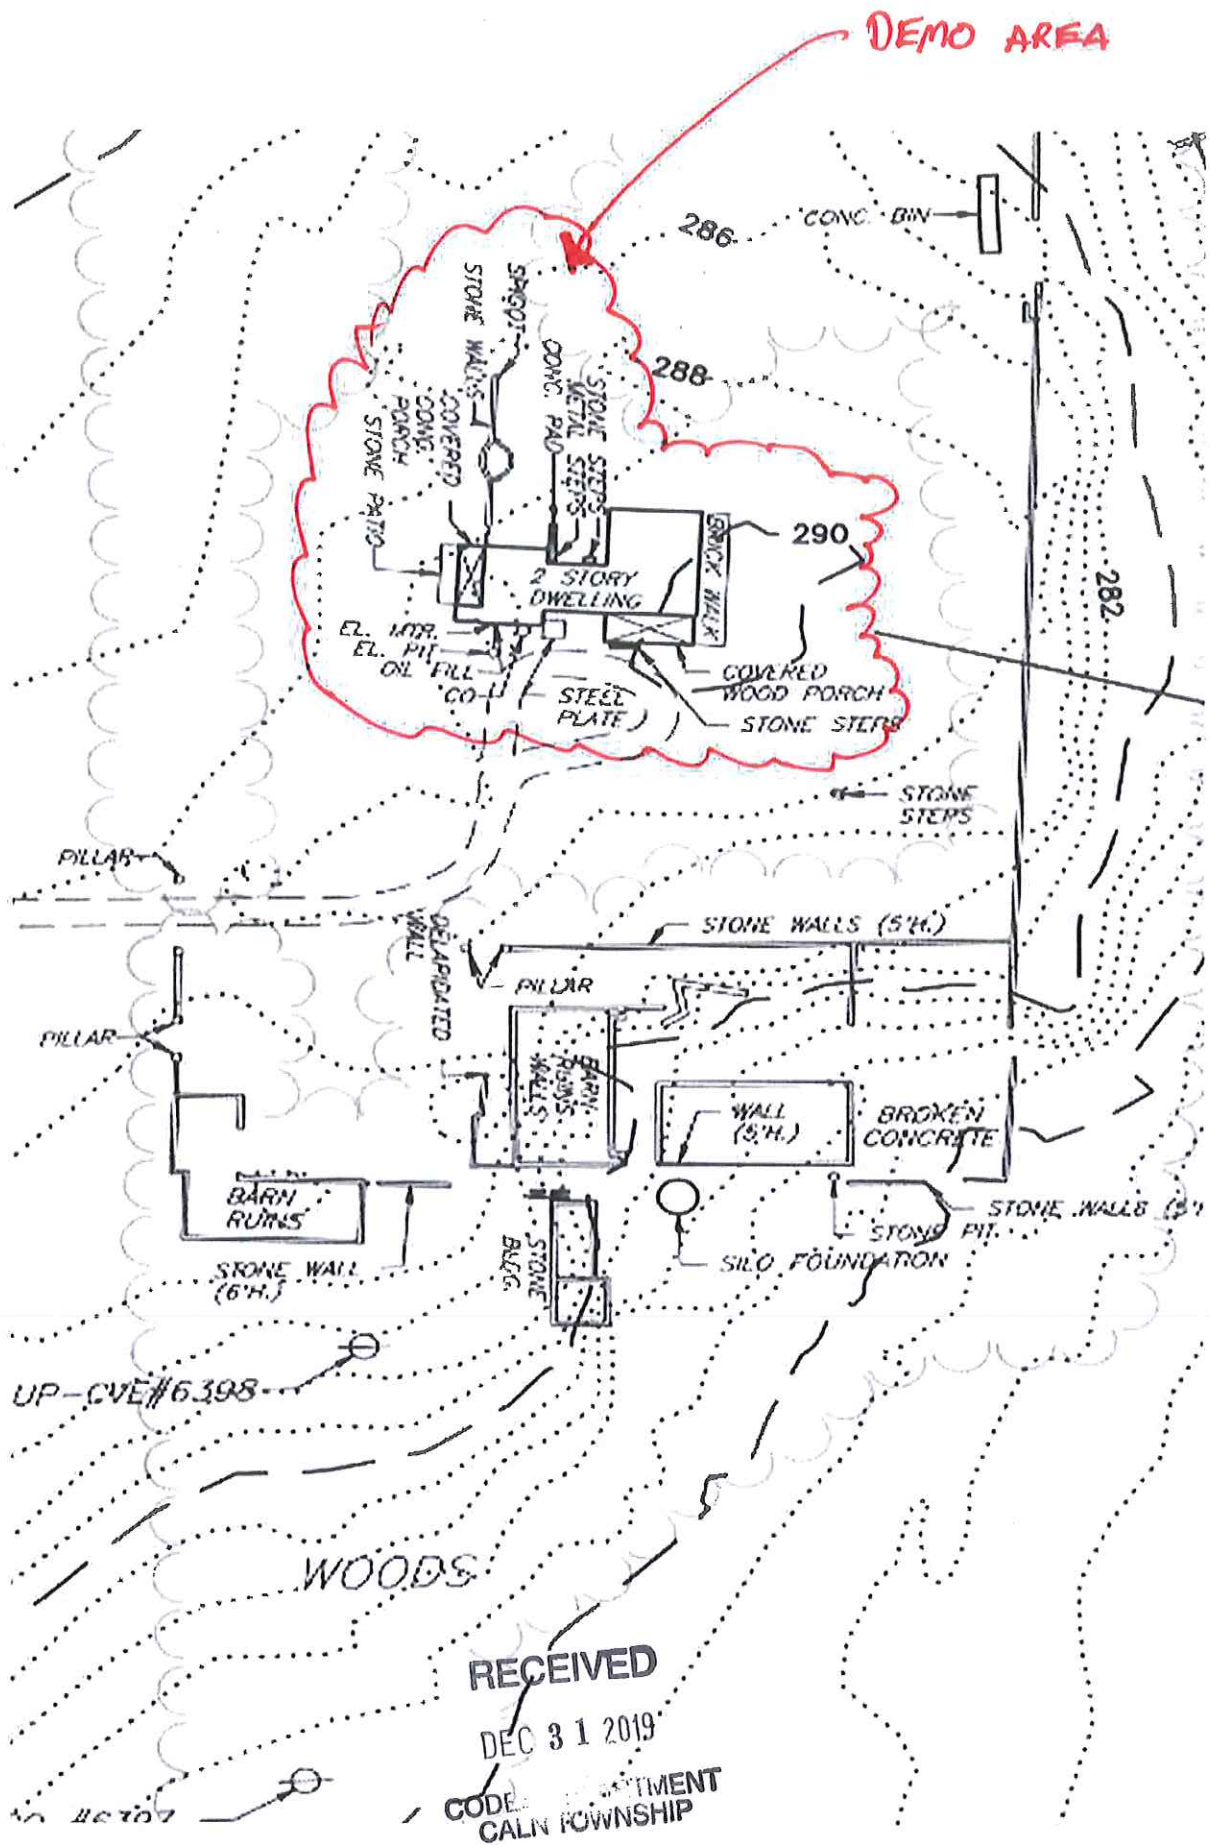 DEMO AREA
286
CONC. BIN
SPIGOT
STONE WALLS
288
CONC. PAD
STONE STEPS
METAL STEPS
COVERED
CONC.
PORCH
STONE PATIO
BRICK WALK
290
282
2 STORY
DWELLING
EL. MTR.
EL. PIT
OIL FILL
CO
STEEL
PLATE
COVERED
WOOD PORCH
STONE STEPS
STONE
STEPS
PILLAR
DELAPIDATED
WALL
STONE WALLS (5'H.)
PILLAR
PILLAR
BARN
RUINS
WALLS
WALL
(5'H.)
BROKEN
CONCRETE
BARN
RUINS
STONE WALLS (5'
STONE PIT
STONE WALL
(6'H.)
STONE
BLDG.
SILO FOUNDATION
UP-CVE#6398
WOODS
RECEIVED
DEC 31 2019
CODE
CALN TOWNSHIP